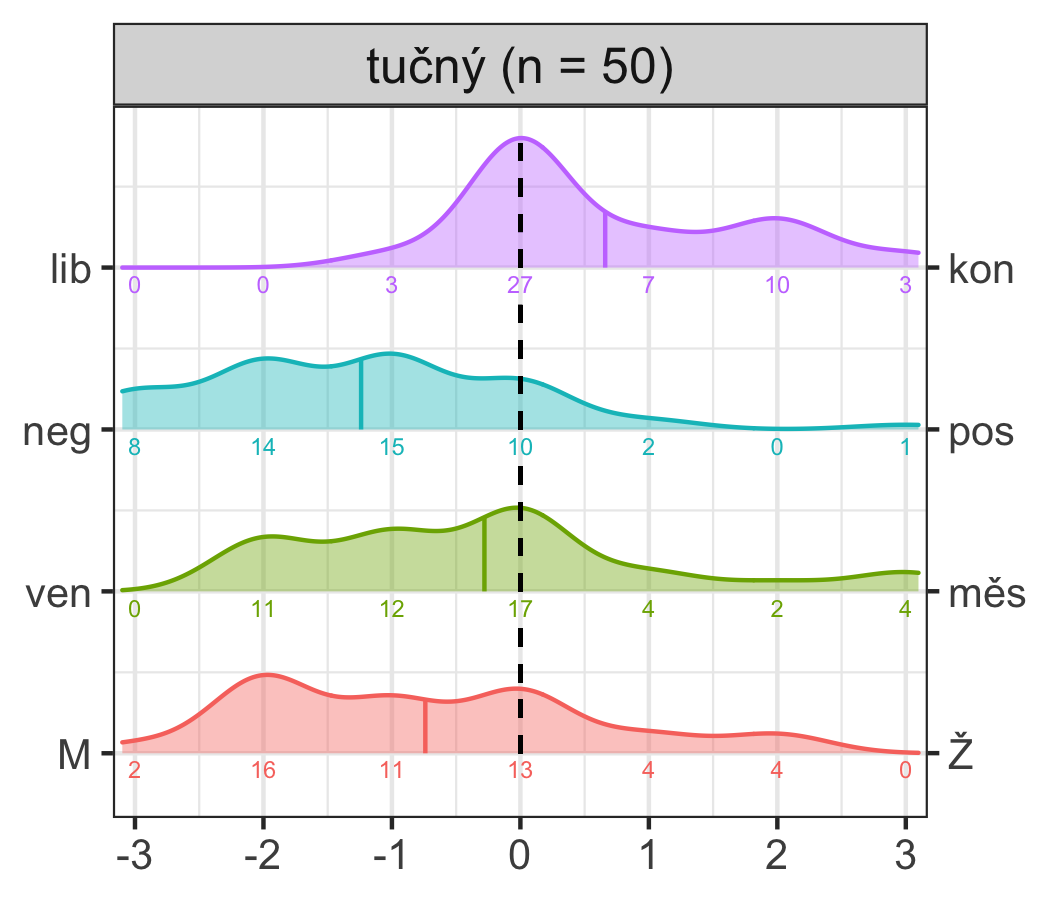 tučný (n = 50)
lib kon
0 0 3 27 7 10 3
neg pos
8 14 15 10 2 0 1
ven měs
0 11 12 17 4 2 4
M Ž
2 16 11 13 4 4 0
-3 -2 -1 0 1 2 3